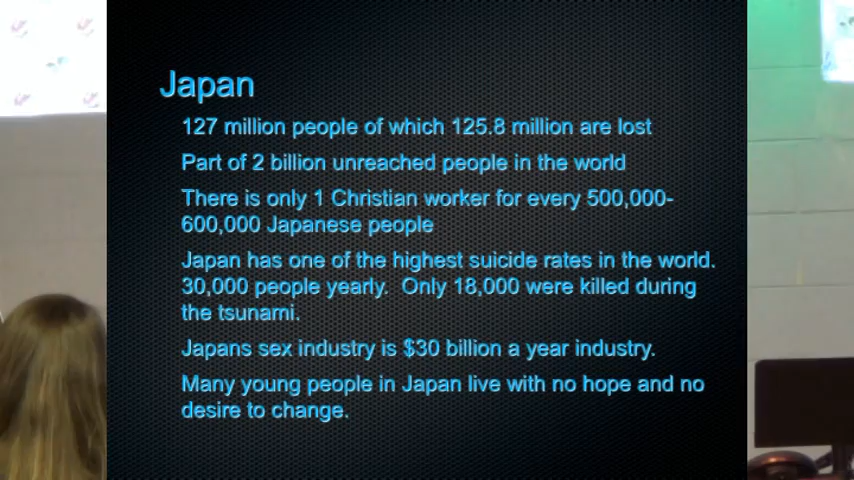 Japan
127 million people of which 125.8 million are lost
Part of 2 billion unreached people in the world
There is only 1 Christian worker for every 500,000-
600,000 Japanese people
Japan has one of the highest suicide rates in the world.
30,000 people yearly.  Only 18,000 were killed during
the tsunami.
Japans sex industry is $30 billion a year industry.
Many young people in Japan live with no hope and no
desire to change.